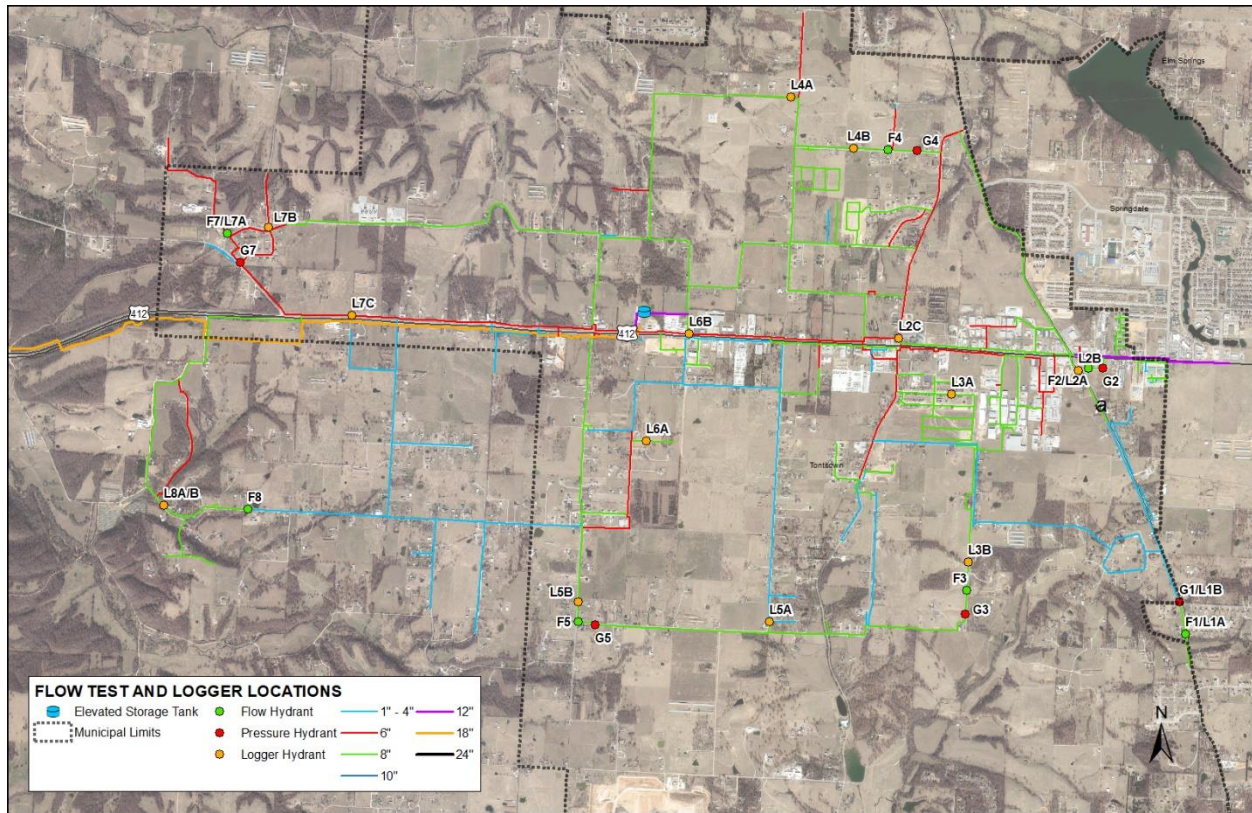 Elm Springs
L4A
L4B
F4
G4
Springdale
F7/L7A
L7B
G7
412
L7C
412
L6B
L2C
L2B
F2/L2A
G2
L3A
a
L6A
Tontitown
L8A/B
F8
L3B
L5B
F3
G1/L1B
F5
G5
L5A
G3
F1/L1A
FLOW TEST AND LOGGER LOCATIONS
Elevated Storage Tank
Flow Hydrant
1" - 4"
12"
Municipal Limits
Pressure Hydrant
6"
18"
Logger Hydrant
8"
24"
10"
N